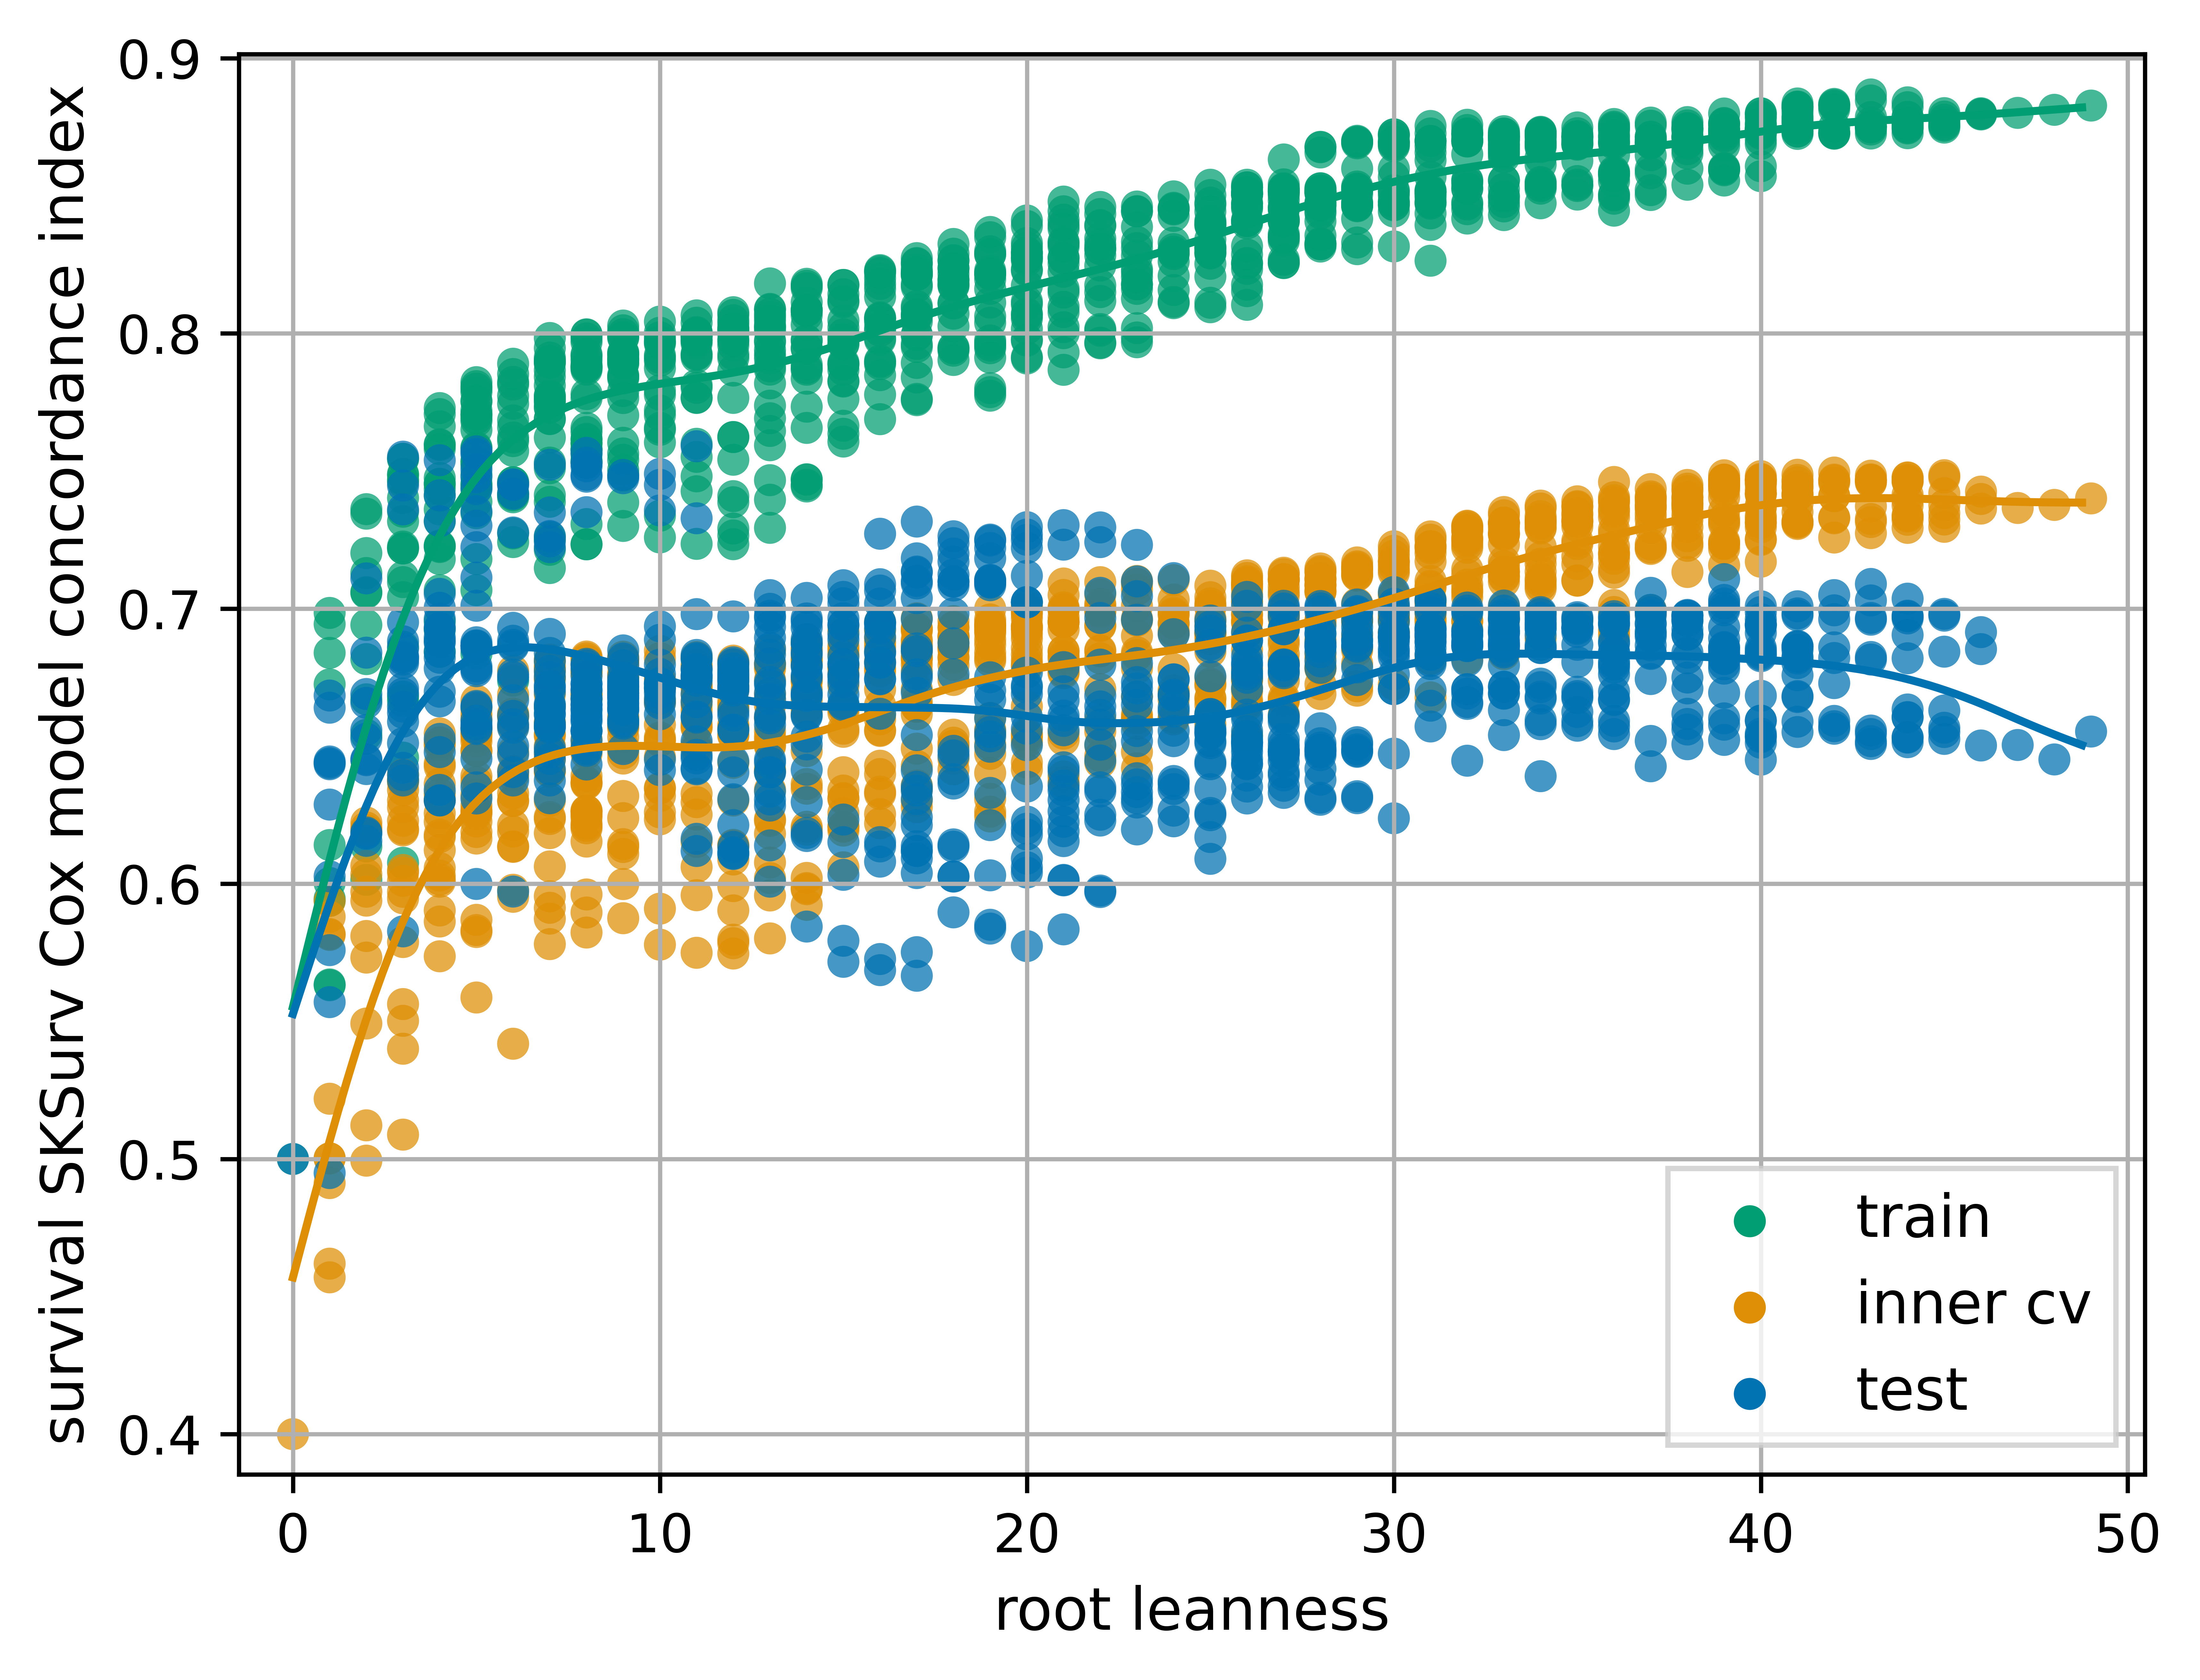 survival SKSurv Cox model concordance index
0.9
0.8
0.7
0.6
0.5
0.4
0
10
20
30
40
50
root leanness
train
inner cv
test